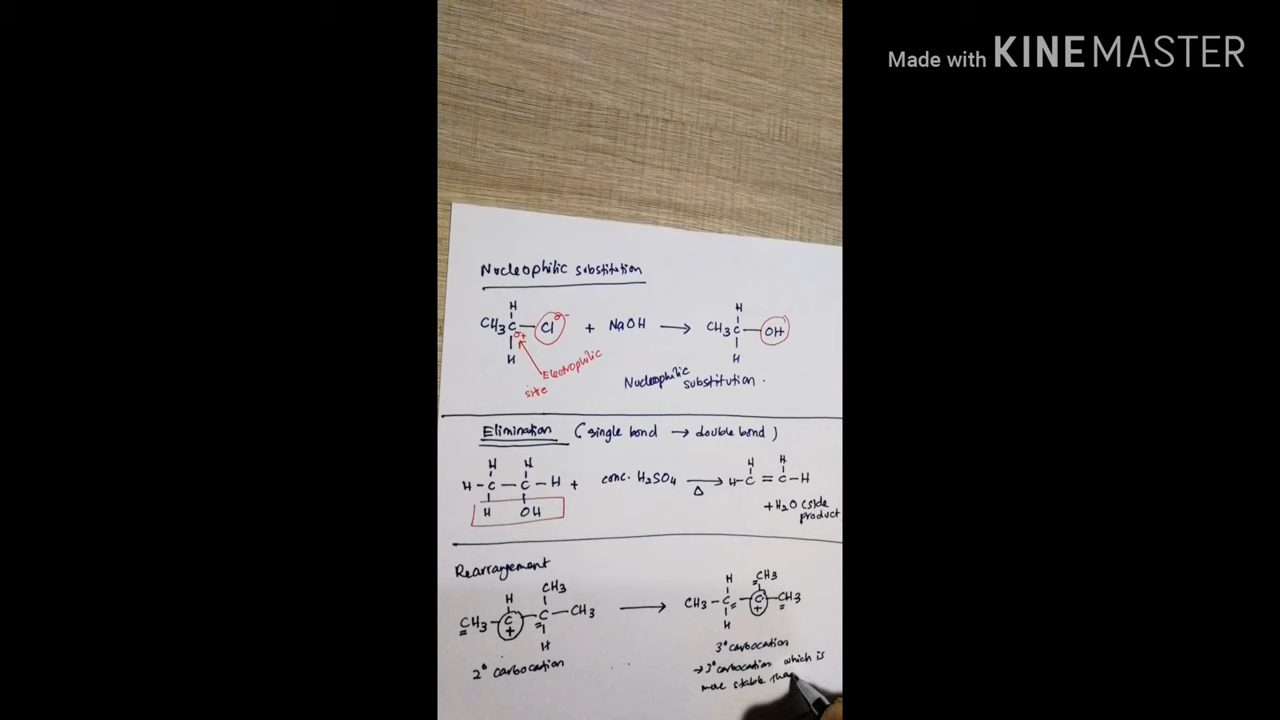 Made with KINEMASTER
Nucleophilic substitution
H
CH3 C — Cl σ- + NaOH → CH3 C — OH
σ+
H
H
H
Electrophilic
site
Nucleophilic
substitution .
Elimination ( single bond → double bond )
H H
H - C — C — H + conc. H2SO4 → H - C = C - H
Δ
H OH
H H
+ H2O (side
product
Rearrangement
H CH3
CH3 - C — C — CH3 → CH3 - C — C — CH3
+
H
H CH3
+
H
2° carbocation
3° carbocation
→ 3° carbocation which is
more stable than